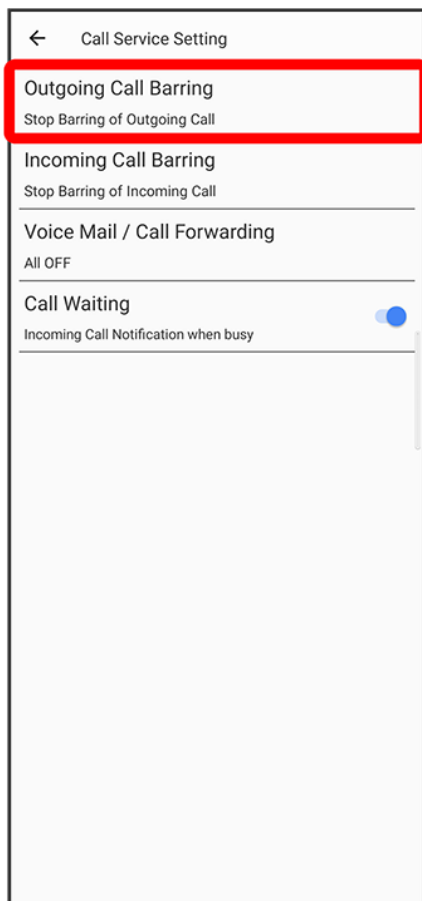 Call Service Setting
Outgoing Call Barring
Stop Barring of Outgoing Call
Incoming Call Barring
Stop Barring of Incoming Call
Voice Mail / Call Forwarding
All OFF
Call Waiting
Incoming Call Notification when busy